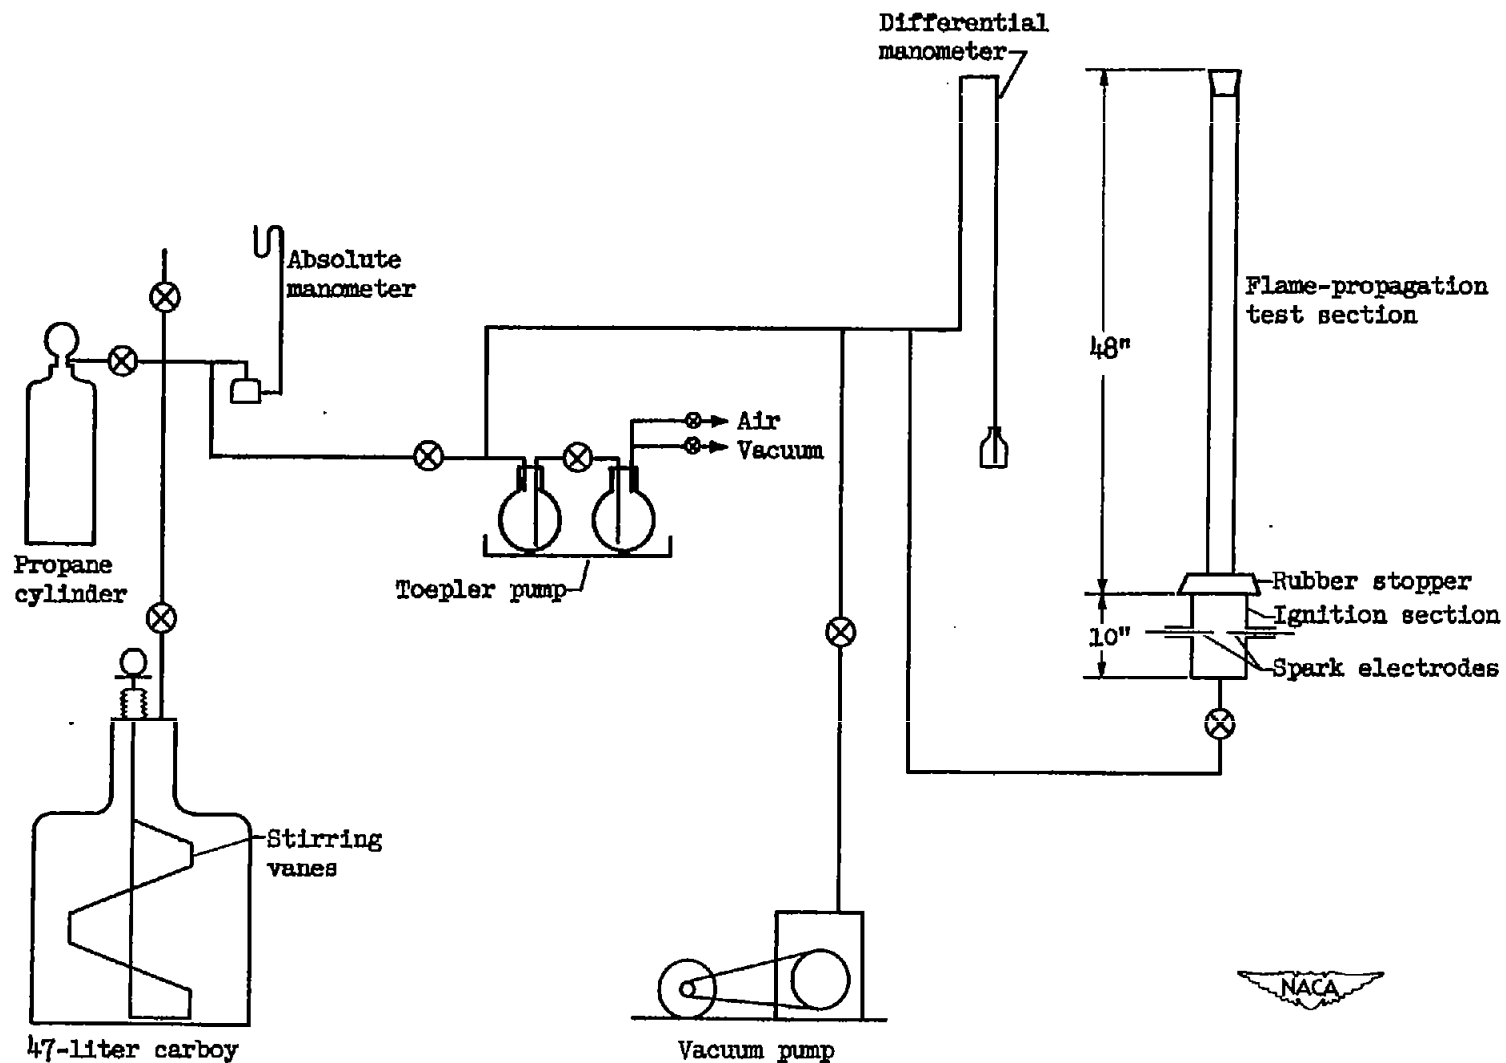 Differential
manometer
Absolute
manometer
Flame-propagation
test section
48"
Air
Vacuum
Propane
cylinder
Toepler pump
Rubber stopper
Ignition section
10"
Spark electrodes
Stirring
vanes
NACA
47-liter carboy
Vacuum pump